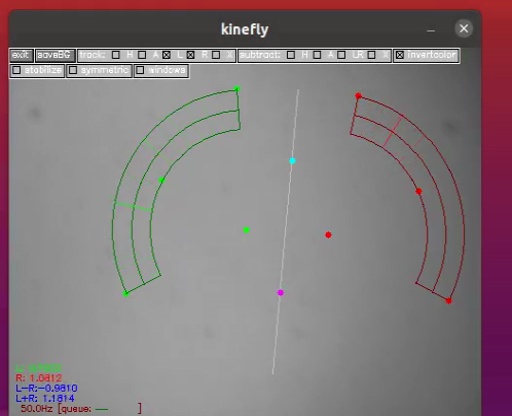 kinefly
exit saveBG track: H A L R X subtract: H A LR X invertcolor
stabilize symmetric windows
R: 1.0812
L-R:-0.9810
L+R: 1.1814
50.0Hz [queue: — ]